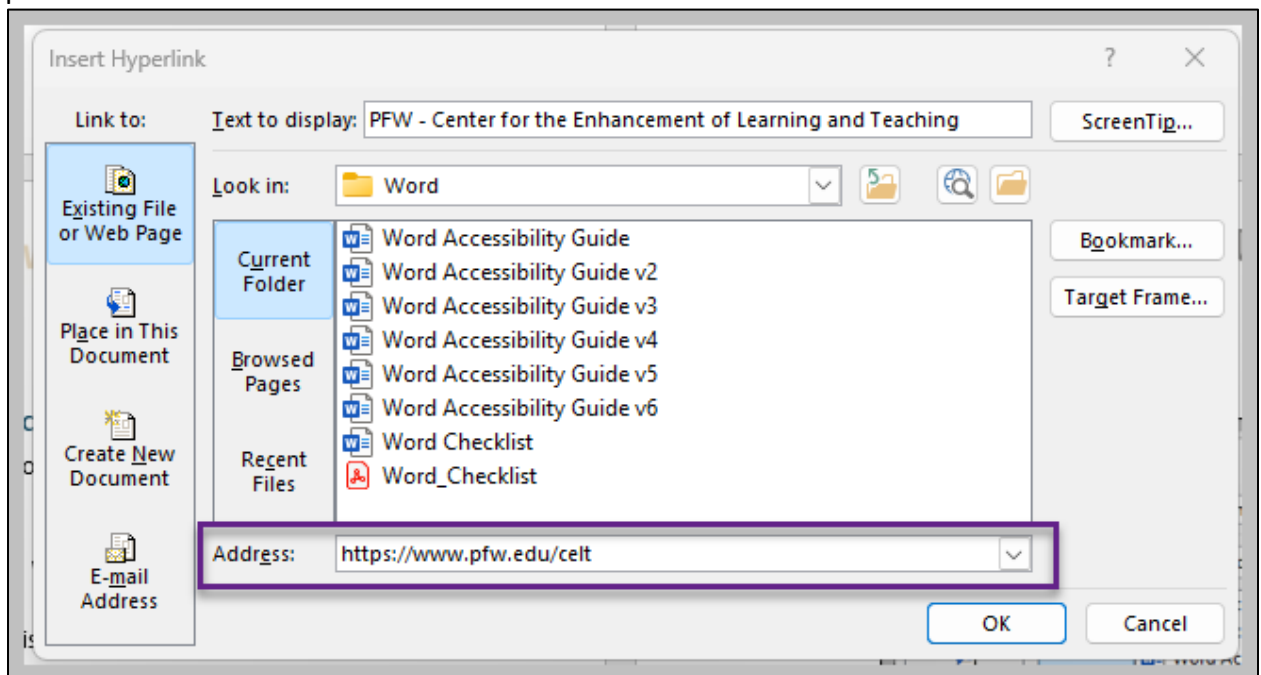 Insert Hyperlink
?
Link to:
Text to display: PFW - Center for the Enhancement of Learning and Teaching
ScreenTip...
Existing File
or Web Page
Look in: Word
Current
Folder
Word Accessibility Guide
Word Accessibility Guide v2
Word Accessibility Guide v3
Word Accessibility Guide v4
Word Accessibility Guide v5
Word Accessibility Guide v6
Word Checklist
Word_Checklist
Bookmark...
Target Frame...
Place in This
Document
Browsed
Pages
Create New
Document
Recent
Files
E-mail
Address
Address: https://www.pfw.edu/celt
OK
Cancel